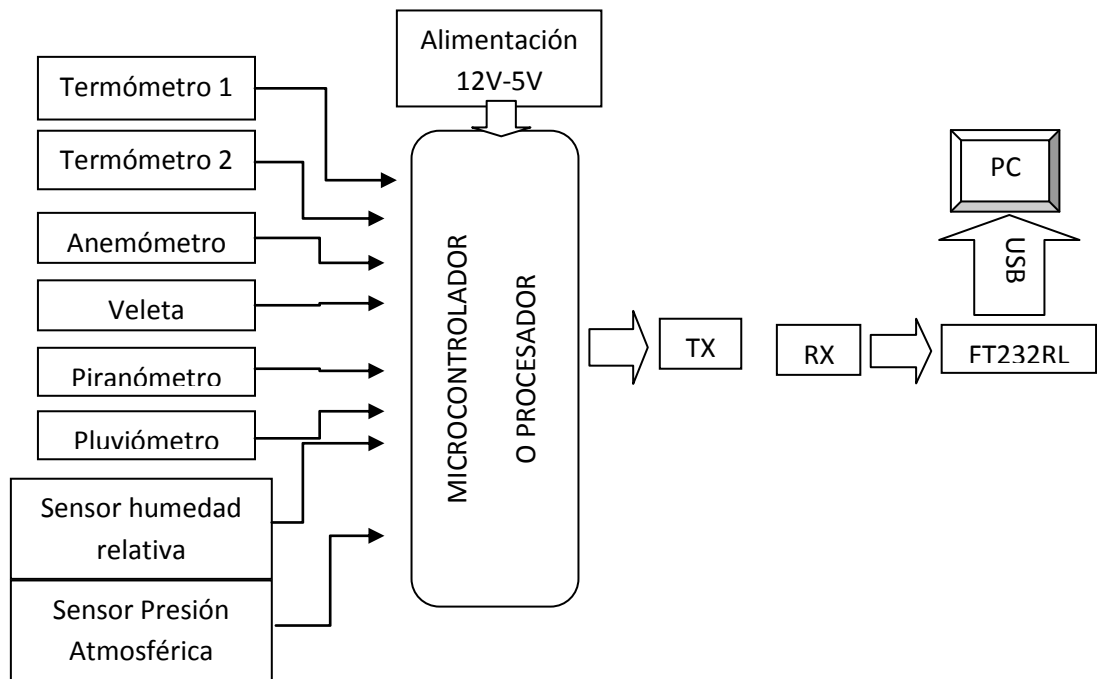 Alimentación
12V-5V
Termómetro 1
Termómetro 2
Anemómetro
Veleta
Piranómetro
Pluviómetro
Sensor humedad
relativa
Sensor Presión
Atmosférica
MICROCONTROLADOR
O PROCESADOR
TX
RX
FT232RL
USB
PC